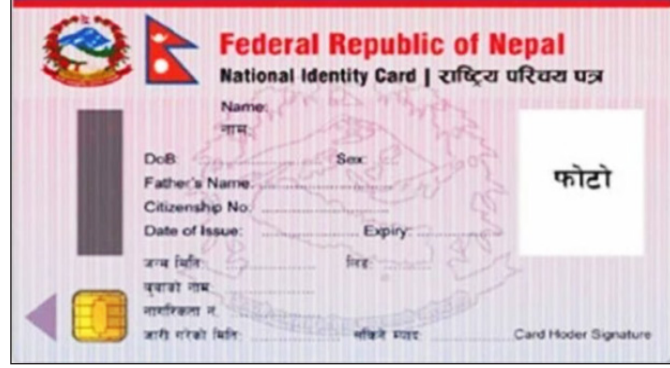 Federal Republic of Nepal
National Identity Card | राष्ट्रिय परिचय पत्र
Name:
नाम:
DoB: Sex:
Father's Name:
Citizenship No:
Date of Issue: Expiry:
फोटो
जन्म मिति: लिङ्ग:
बुवाको नाम:
नागरिकता नं.
जारी गरेको मिति: सकिने म्याद:
Card Hoder Signature